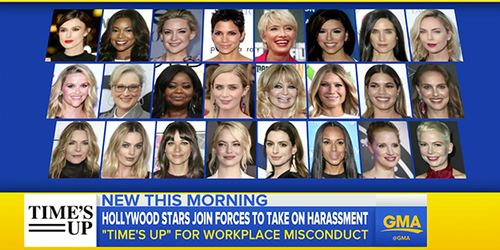 NEW THIS MORNING
TIME'S
UP
HOLLYWOOD STARS JOIN FORCES TO TAKE ON HARASSMENT
"TIME'S UP" FOR WORKPLACE MISCONDUCT
GMA
@GMA